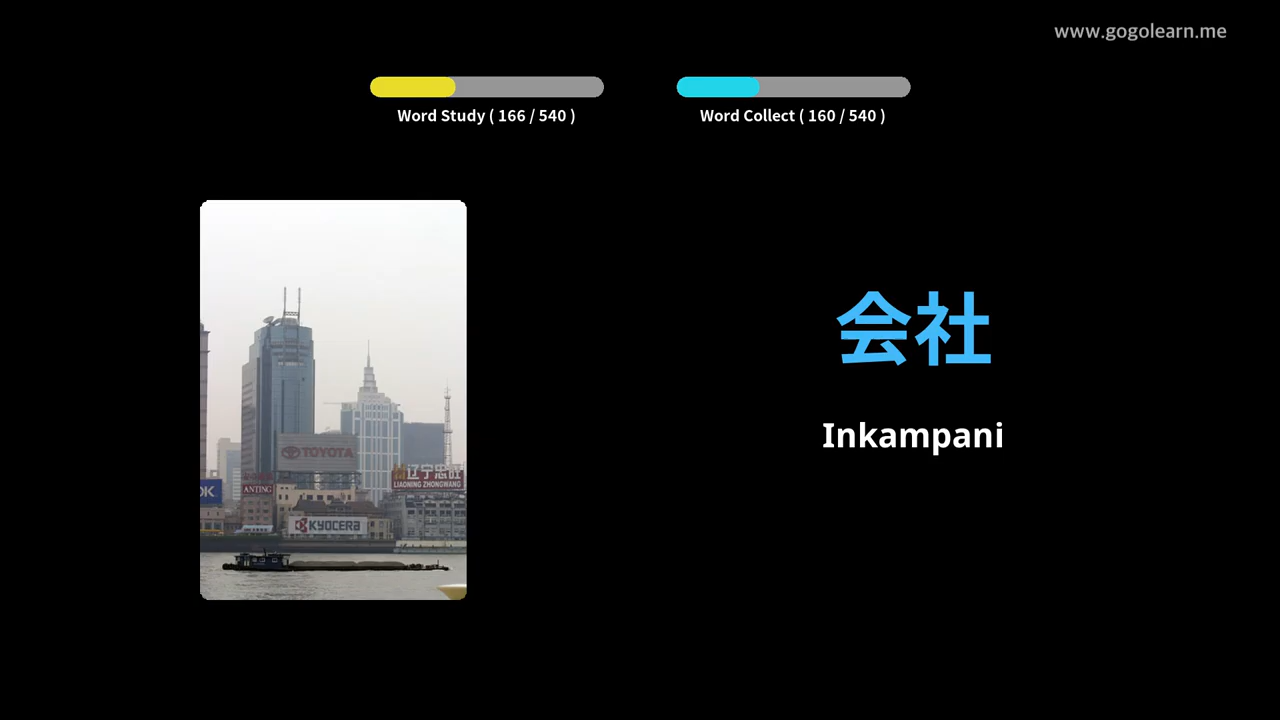 www.gogolearn.me
Word Study ( 166 / 540 )
Word Collect ( 160 / 540 )
会社
Inkampani
TOYOTA
辽宁忠旺
LIAONING ZHONGWANG
OK
ANTING
KYOCERA